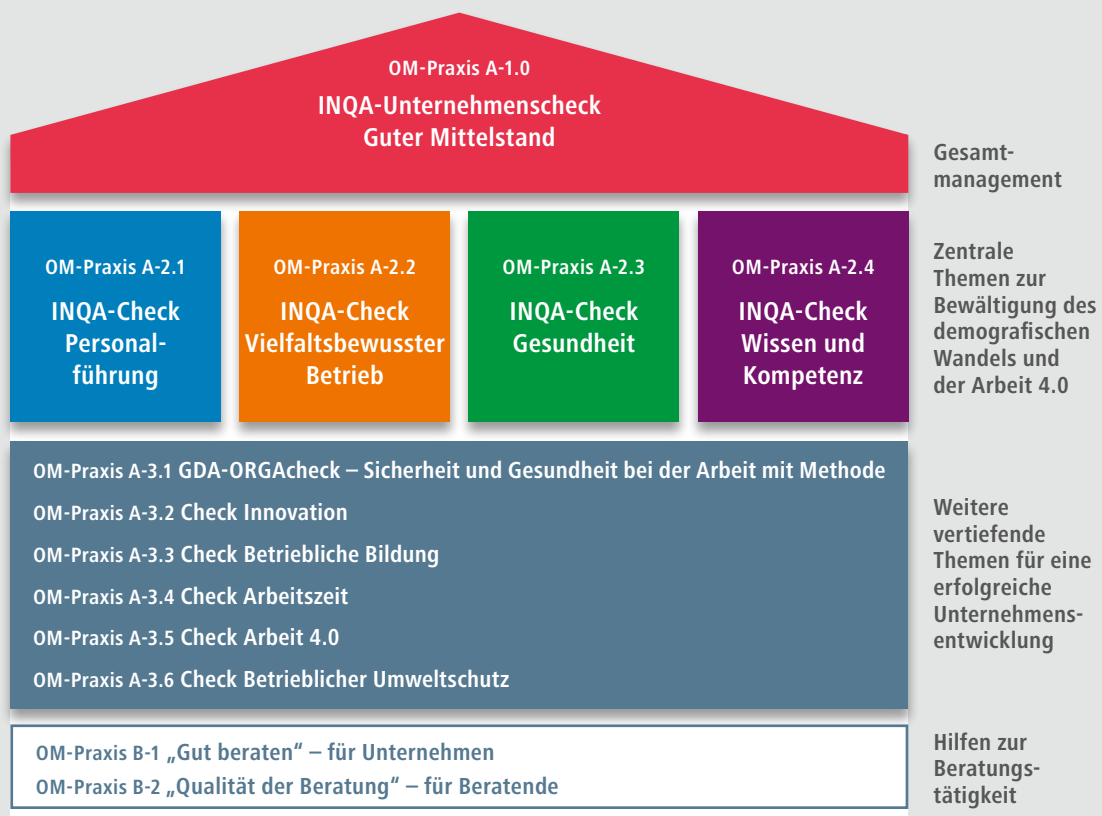 OM-Praxis A-1.0
INQA-Unternehmenscheck
Guter Mittelstand
Gesamt-
management
OM-Praxis A-2.1
INQA-Check
Personal-
führung
OM-Praxis A-2.2
INQA-Check
Vielfaltsbewusster
Betrieb
OM-Praxis A-2.3
INQA-Check
Gesundheit
OM-Praxis A-2.4
INQA-Check
Wissen und
Kompetenz
Zentrale
Themen zur
Bewältigung des
demografischen
Wandels und
der Arbeit 4.0
OM-Praxis A-3.1 GDA-ORGAcheck – Sicherheit und Gesundheit bei der Arbeit mit Methode
OM-Praxis A-3.2 Check Innovation
OM-Praxis A-3.3 Check Betriebliche Bildung
OM-Praxis A-3.4 Check Arbeitszeit
OM-Praxis A-3.5 Check Arbeit 4.0
OM-Praxis A-3.6 Check Betrieblicher Umweltschutz
Weitere
vertiefende
Themen für eine
erfolgreiche
Unternehmens-
entwicklung
OM-Praxis B-1 „Gut beraten“ – für Unternehmen
OM-Praxis B-2 „Qualität der Beratung“ – für Beratende
Hilfen zur
Beratungs-
tätigkeit